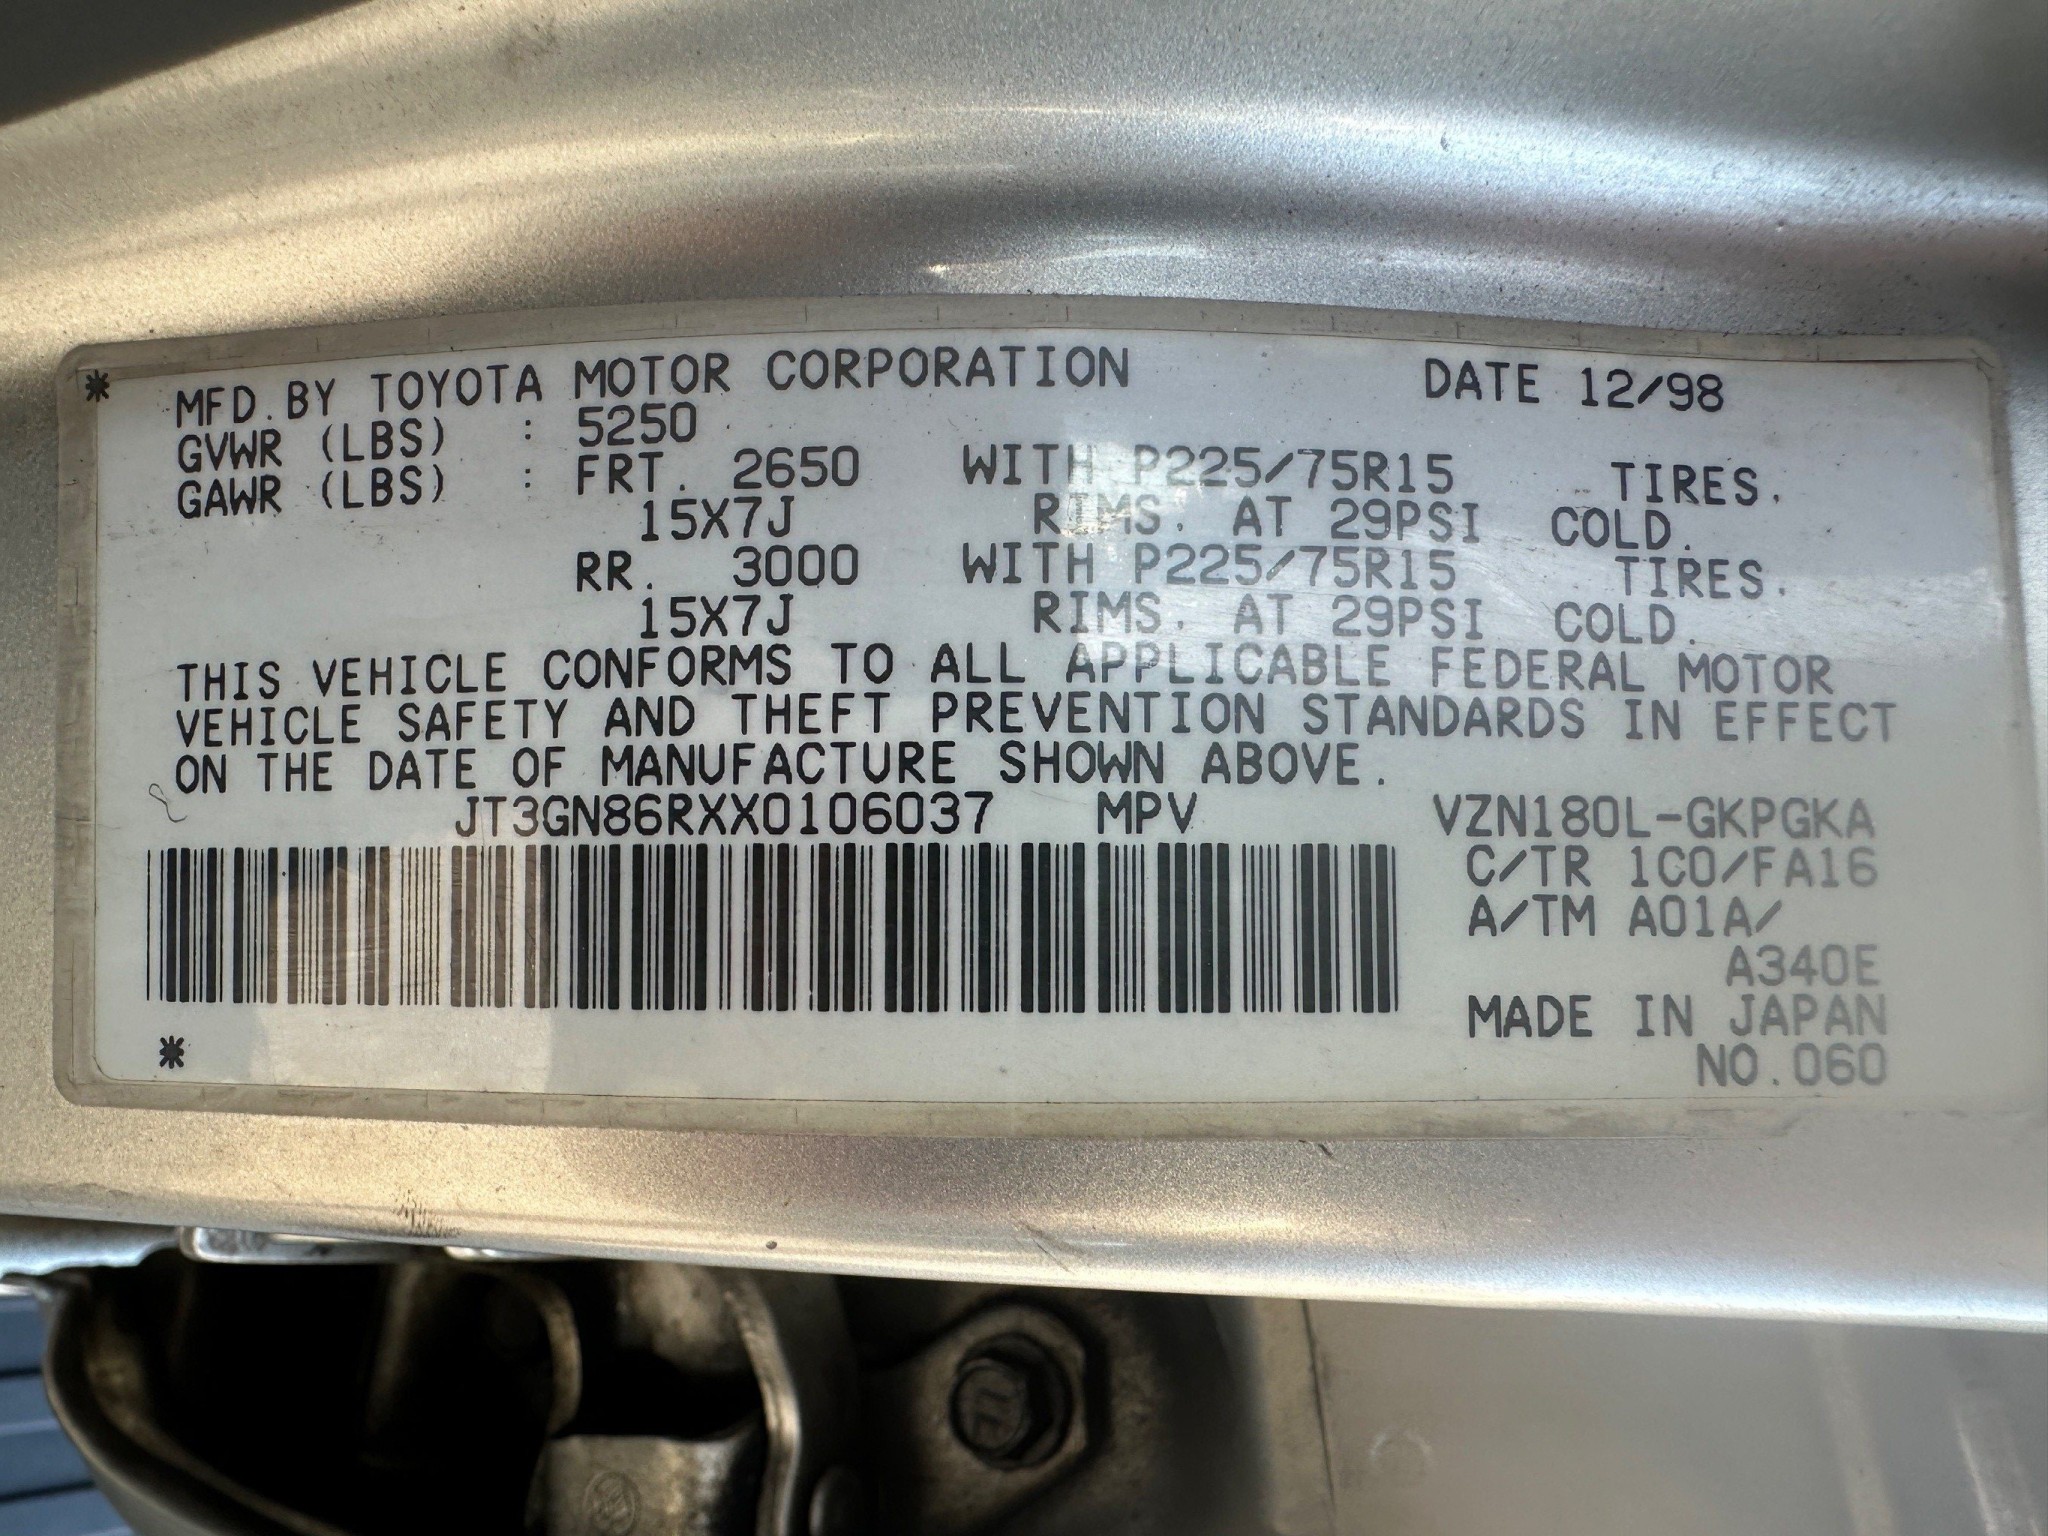 * MFD. BY TOYOTA MOTOR CORPORATION DATE 12/98
GVWR (LBS) : 5250
GAWR (LBS) : FRT. 2650 WITH P225/75R15 TIRES,
15X7J RIMS. AT 29PSI COLD.
RR. 3000 WITH P225/75R15 TIRES.
15X7J RIMS. AT 29PSI COLD.
THIS VEHICLE CONFORMS TO ALL APPLICABLE FEDERAL MOTOR
VEHICLE SAFETY AND THEFT PREVENTION STANDARDS IN EFFECT
ON THE DATE OF MANUFACTURE SHOWN ABOVE.
JT3GN86RXX0106037 MPV VZN180L-GKPGKA
C/TR 1C0/FA16
A/TM A01A/
A340E
MADE IN JAPAN
* NO.060